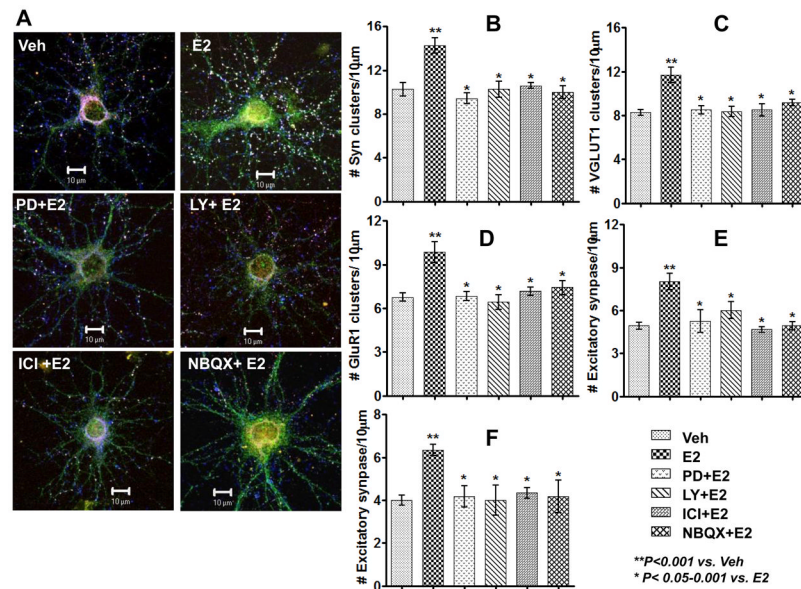 A
Veh
10 µm
E2
10 µm
PD+E2
10 µm
LY+ E2
10 µm
ICI +E2
10 µm
NBQX+ E2
10 µm
B
# Syn clusters/10µm
16
12
8
4
0
**
*
*
*
*
C
# VGLUT1 clusters/10µm
16
12
8
4
0
**
*
*
*
*
D
# GluR1 clusters/ 10µm
12
9
6
3
0
**
*
*
*
*
E
# Excitatory synpase/10µm
12
9
6
3
0
**
*
*
*
*
F
# Excitatory synpase/10µm
8
6
4
2
0
**
*
*
*
*
Veh
E2
PD+E2
LY+E2
ICI+E2
NBQX+E2
**P<0.001 vs. Veh
* P< 0.05-0.001 vs. E2